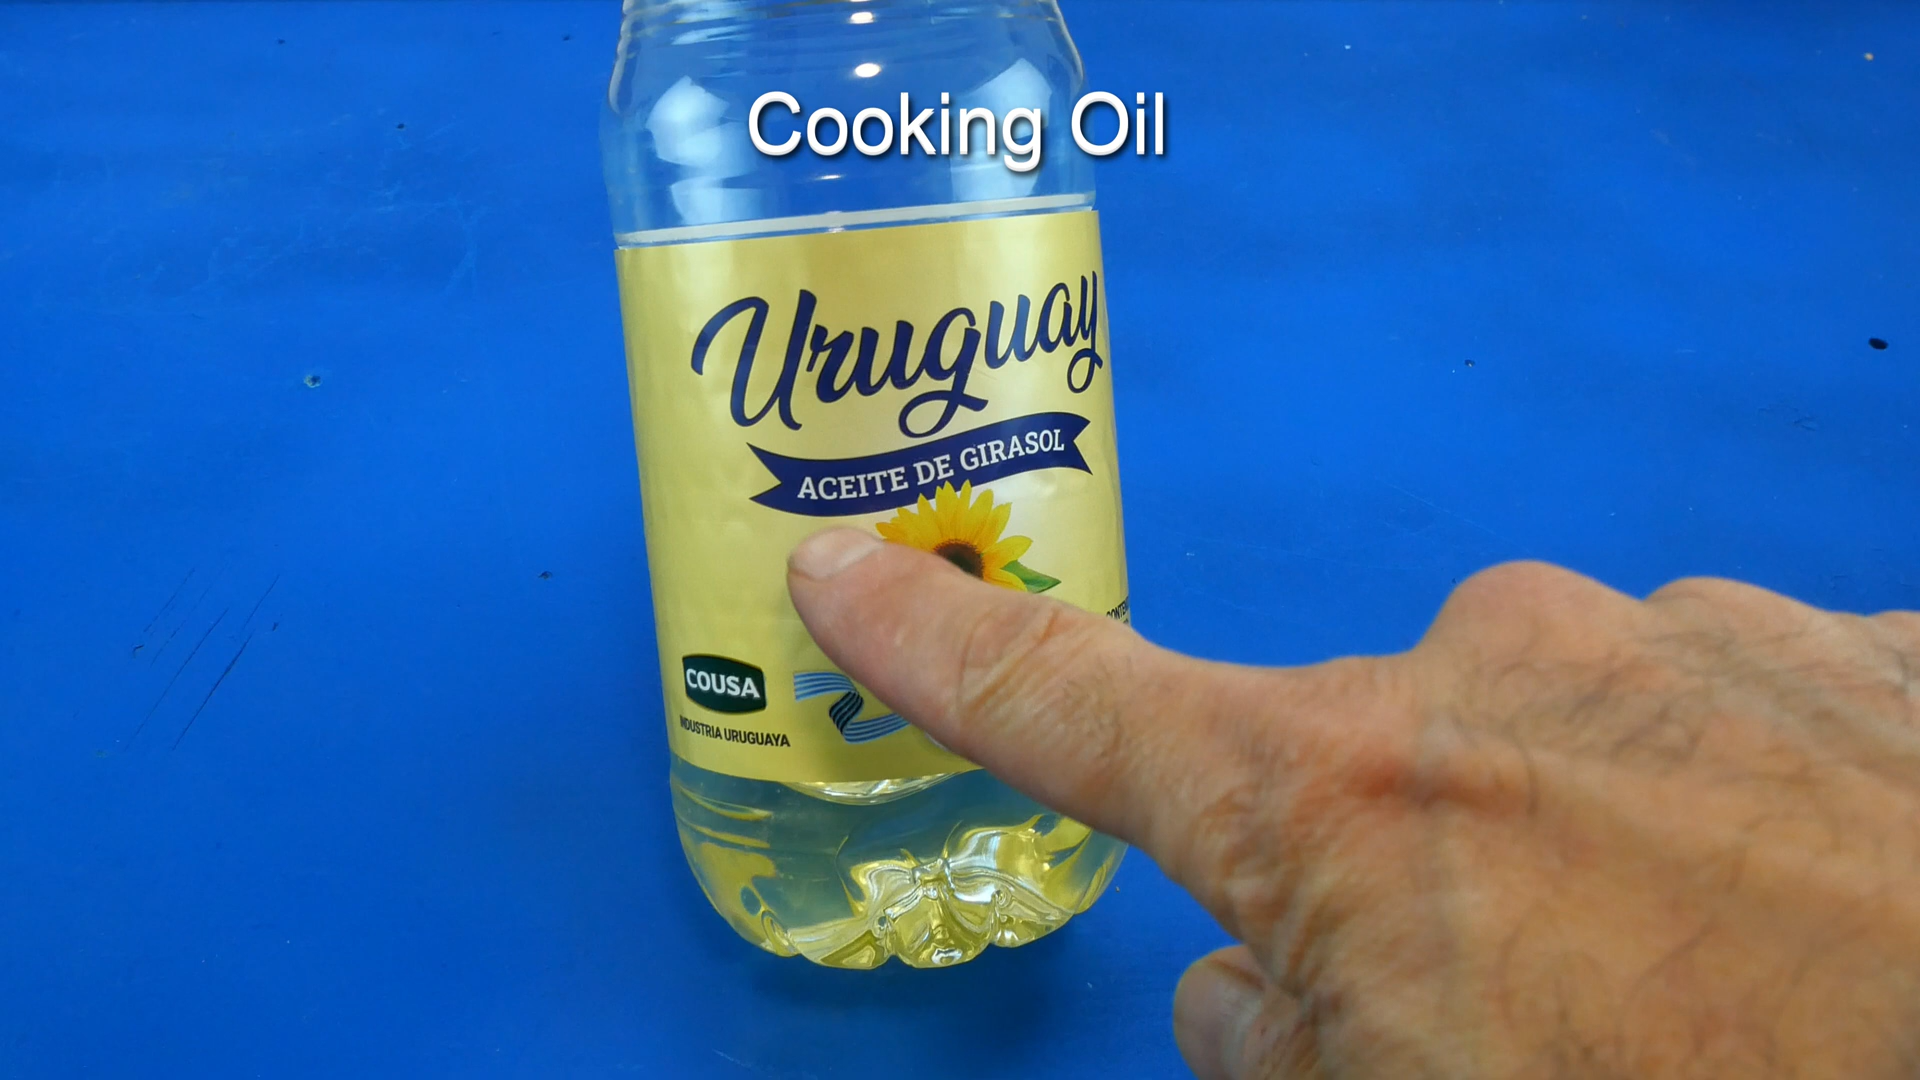 Cooking Oil
Uruguay
ACEITE DE GIRASOL
COUSA
INDUSTRIA URUGUAYA